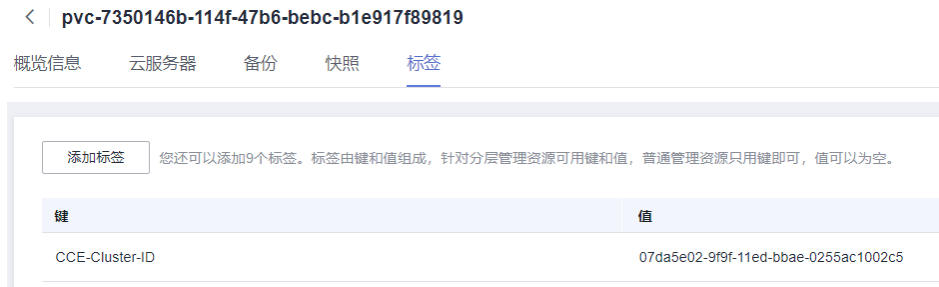 pvc-7350146b-114f-47b6-bebc-b1e917f89819
概览信息 云服务器 备份 快照 标签
添加标签 您还可以添加9个标签。标签由键和值组成，针对分层管理资源可用键和值，普通管理资源只用键即可，值可以为空。
键 值
CCE-Cluster-ID 07da5e02-9f9f-11ed-bbae-0255ac1002c5